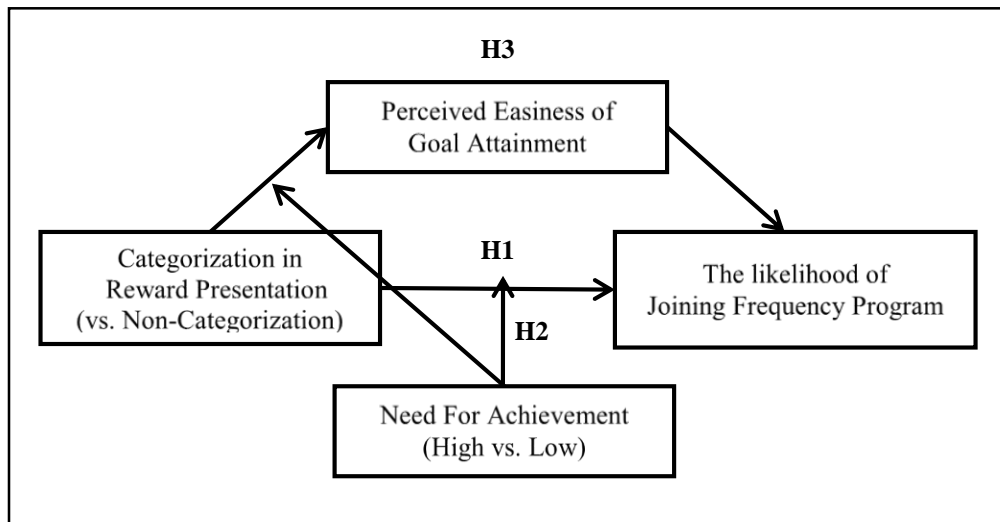 H3
Perceived Easiness of
Goal Attainment
Categorization in
Reward Presentation
(vs. Non-Categorization)
H1
The likelihood of
Joining Frequency Program
H2
Need For Achievement
(High vs. Low)